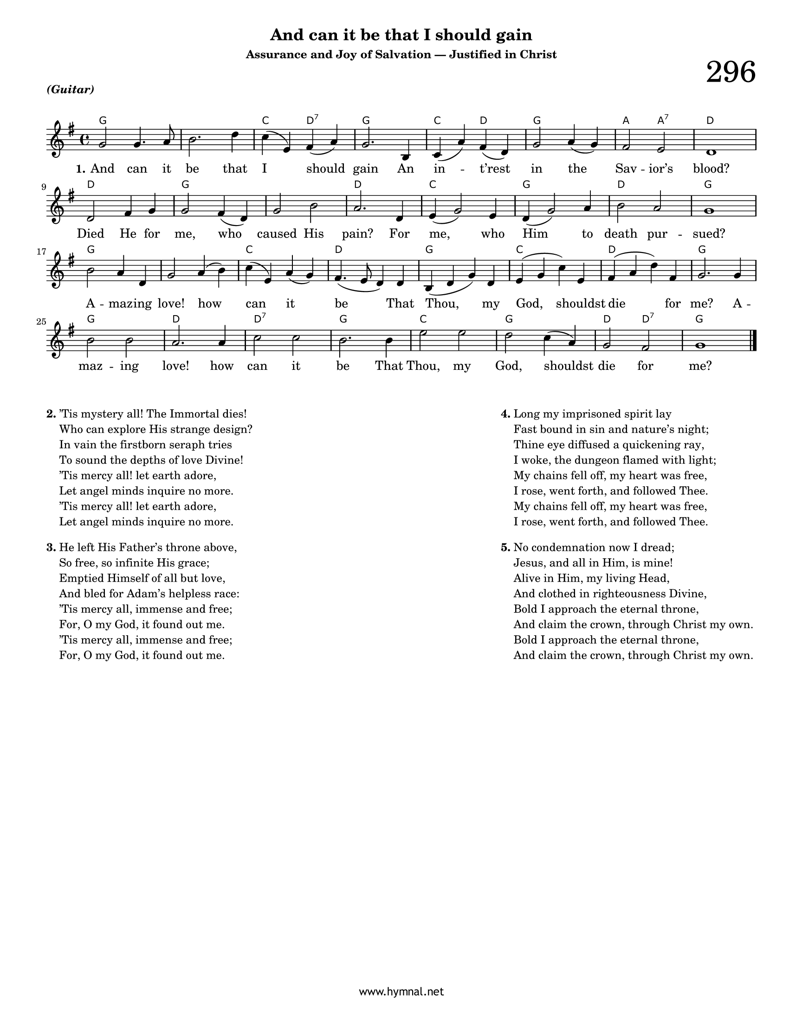 And can it be that I should gain
Assurance and Joy of Salvation — Justified in Christ
296
(Guitar)
G C D7 G C D G A A7 D
1. And can it be that I should gain An in - t'rest in the Sav - ior's blood?
9
D G D C G D G
Died He for me, who caused His pain? For me, who Him to death pur - sued?
17
G C D G C D G
A - mazing love! how can it be That Thou, my God, shouldst die for me? A -
25
G D D7 G C G D D7 G
maz - ing love! how can it be That Thou, my God, shouldst die for me?
2. 'Tis mystery all! The Immortal dies!
Who can explore His strange design?
In vain the firstborn seraph tries
To sound the depths of love Divine!
'Tis mercy all! let earth adore,
Let angel minds inquire no more.
'Tis mercy all! let earth adore,
Let angel minds inquire no more.
3. He left His Father's throne above,
So free, so infinite His grace;
Emptied Himself of all but love,
And bled for Adam's helpless race:
'Tis mercy all, immense and free;
For, O my God, it found out me.
'Tis mercy all, immense and free;
For, O my God, it found out me.
4. Long my imprisoned spirit lay
Fast bound in sin and nature's night;
Thine eye diffused a quickening ray,
I woke, the dungeon flamed with light;
My chains fell off, my heart was free,
I rose, went forth, and followed Thee.
My chains fell off, my heart was free,
I rose, went forth, and followed Thee.
5. No condemnation now I dread;
Jesus, and all in Him, is mine!
Alive in Him, my living Head,
And clothed in righteousness Divine,
Bold I approach the eternal throne,
And claim the crown, through Christ my own.
Bold I approach the eternal throne,
And claim the crown, through Christ my own.
www.hymnal.net